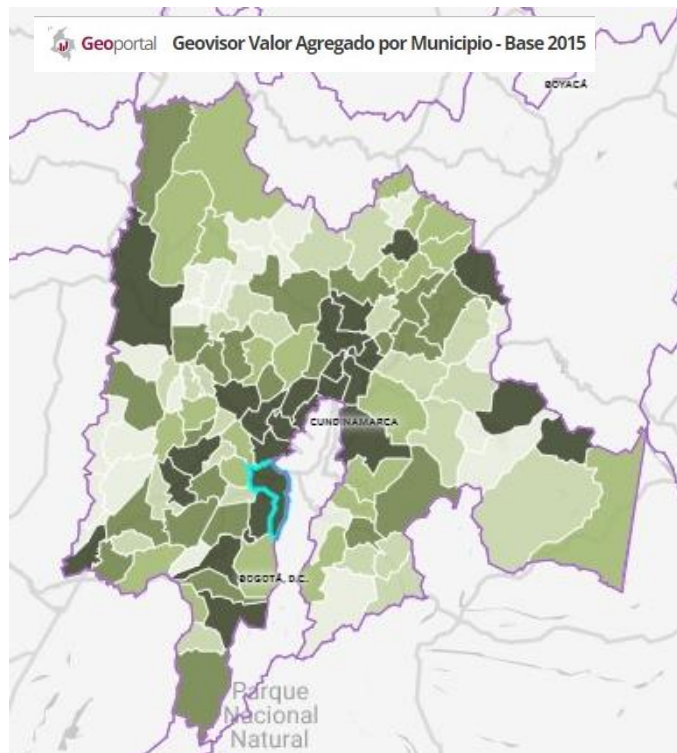 Geoportal Geovisor Valor Agregado por Municipio - Base 2015
BOYACÁ
CUNDINAMARCA
BOGOTÁ, D.C.
Parque
Nacional
Natural